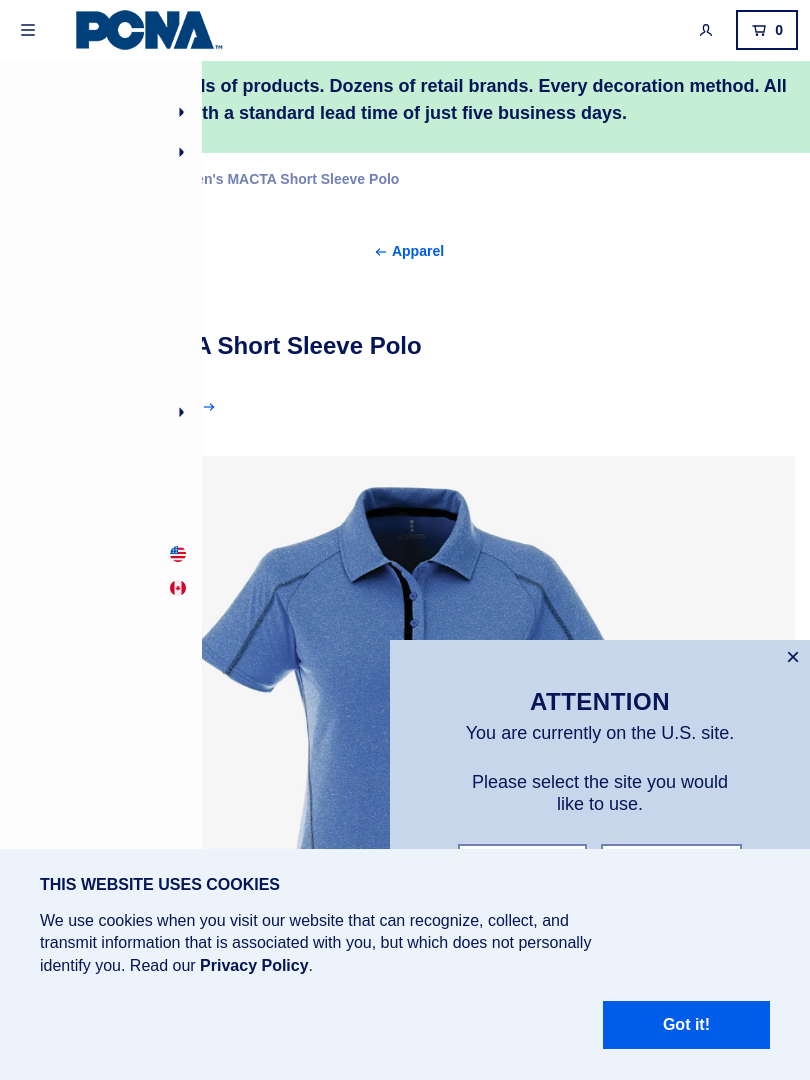 PCNA™
0
of products. Dozens of retail brands. Every decoration method. All
a standard lead time of just five business days.
MACTA Short Sleeve Polo
← Apparel
Short Sleeve Polo
→
ATTENTION
You are currently on the U.S. site.
Please select the site you would
like to use.
THIS WEBSITE USES COOKIES
We use cookies when you visit our website that can recognize, collect, and
transmit information that is associated with you, but which does not personally
identify you. Read our Privacy Policy.
Got it!